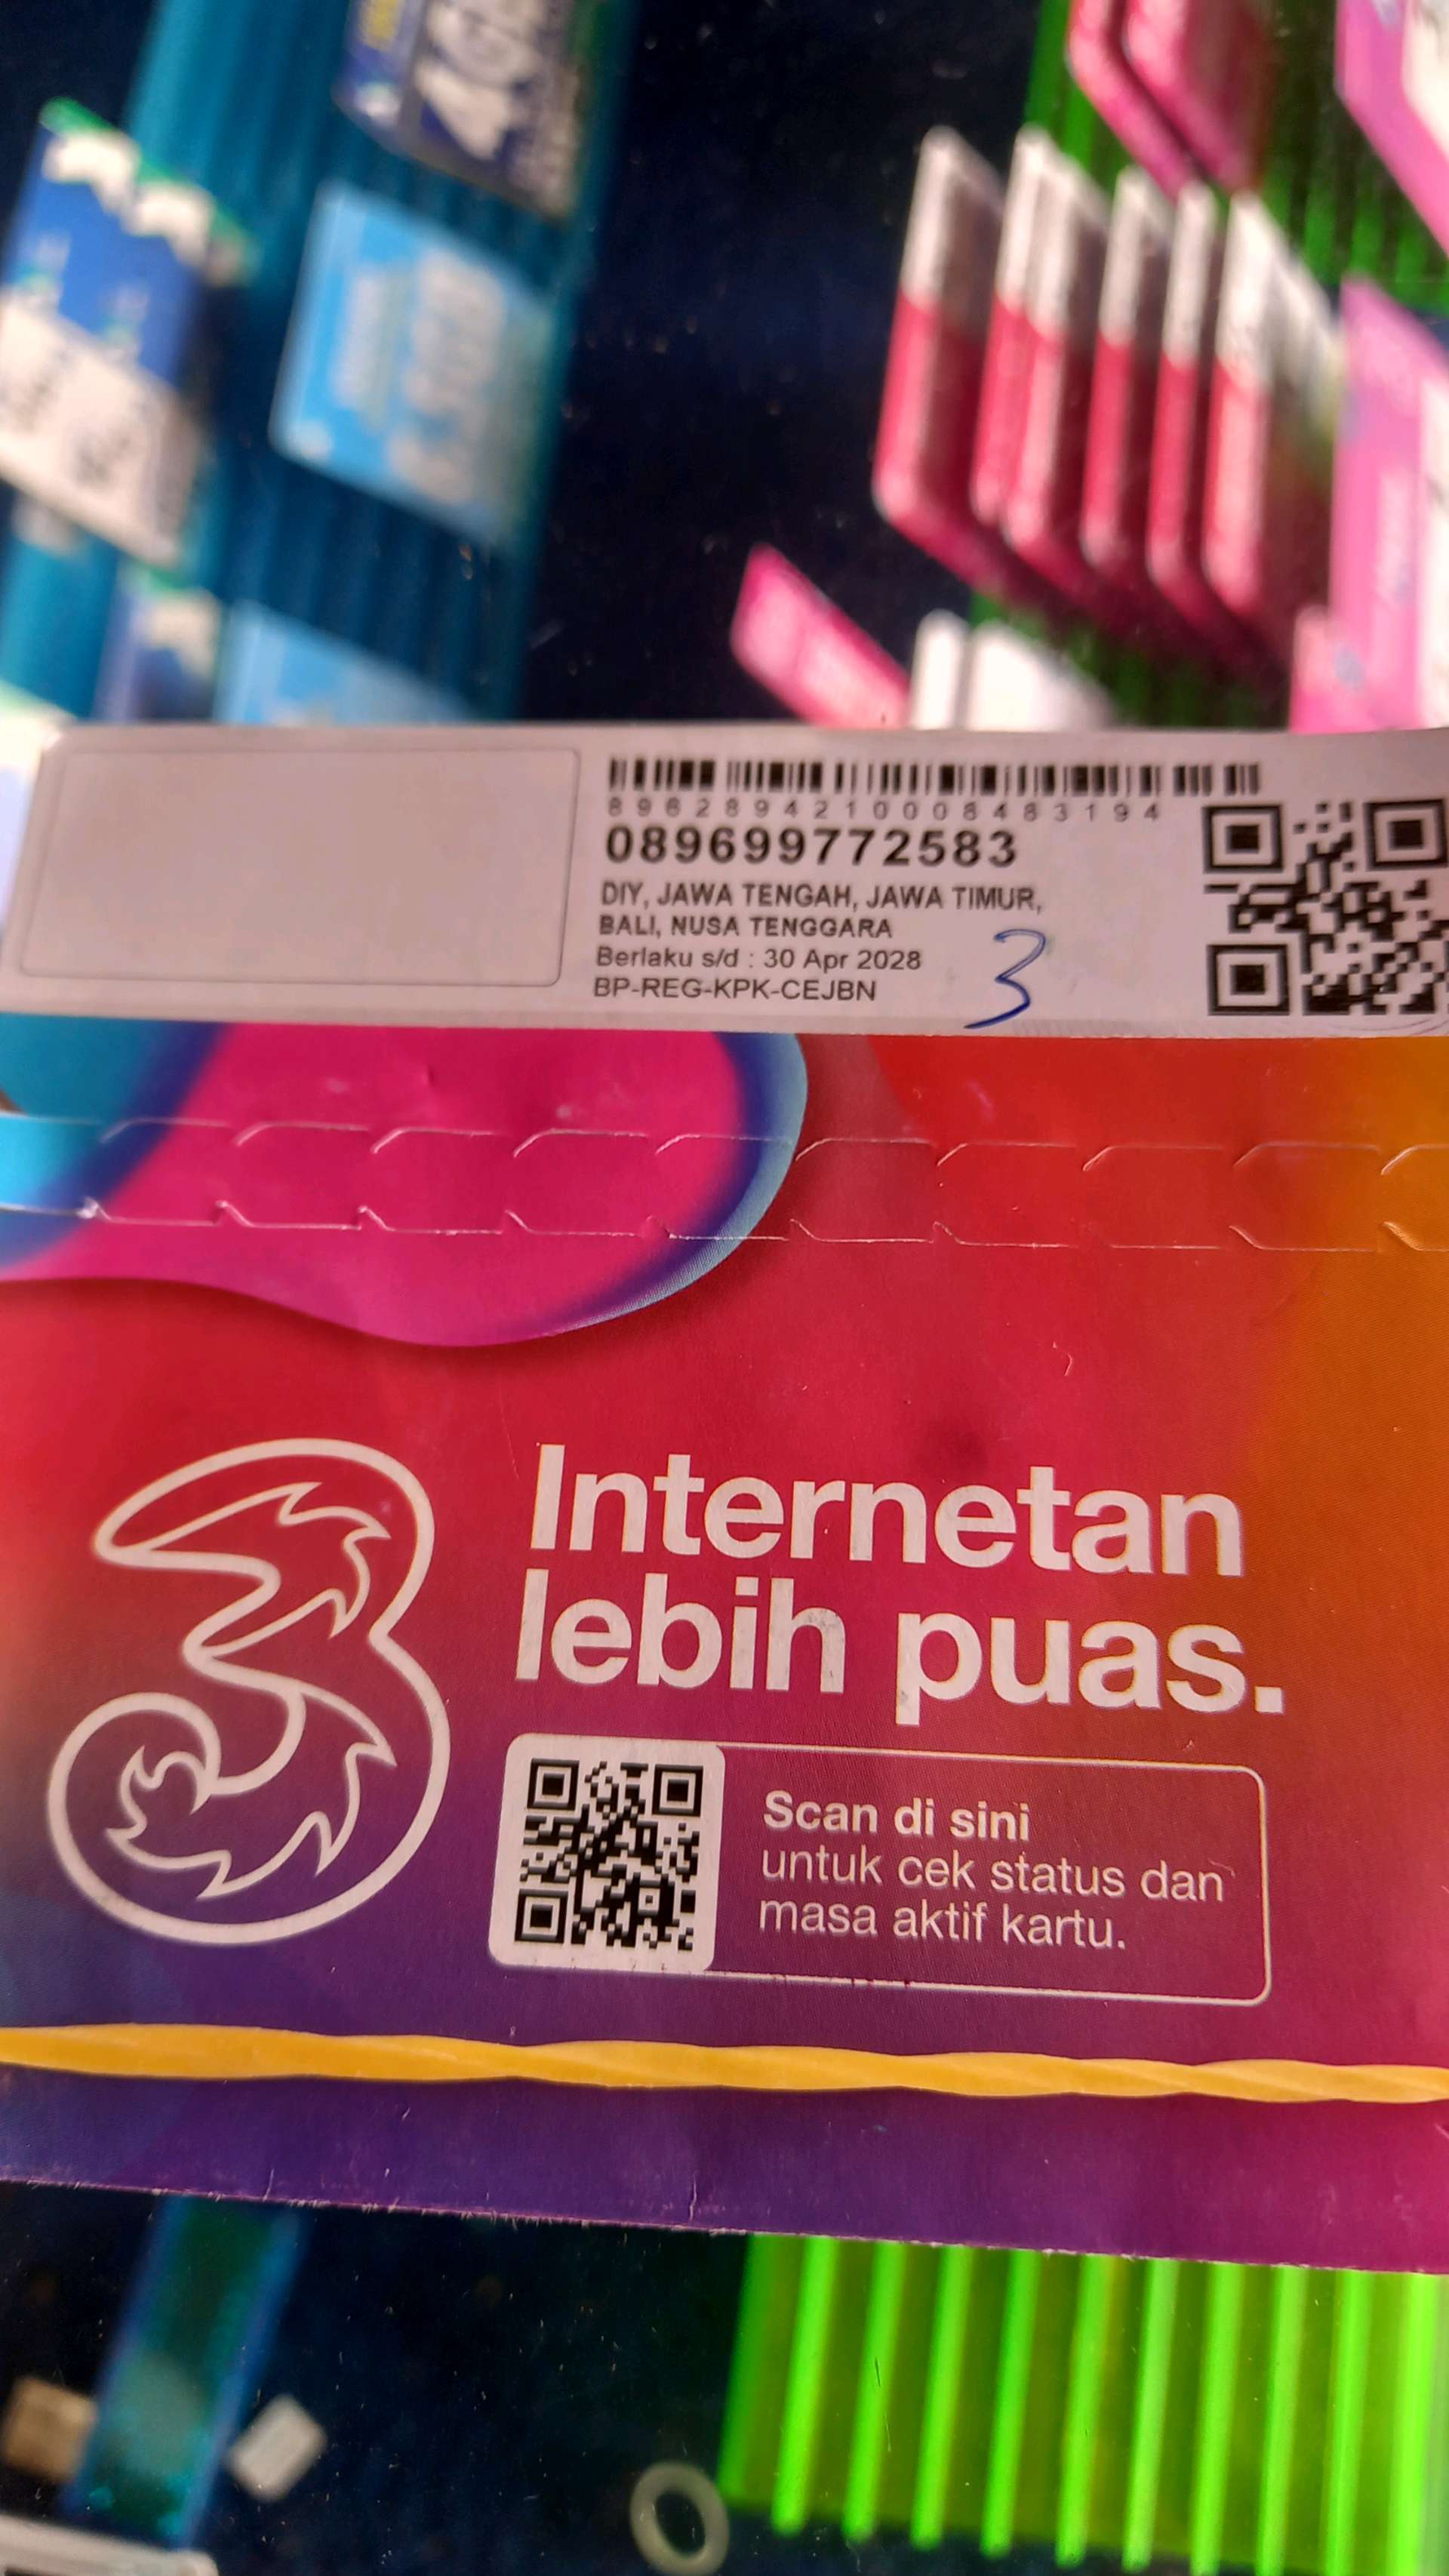 8962894210008483194
089699772583
DIY, JAWA TENGAH, JAWA TIMUR,
BALI, NUSA TENGGARA
Berlaku s/d : 30 Apr 2028
BP-REG-KPK-CEJBN
3
3
Internetan
lebih puas.
Scan di sini
untuk cek status dan
masa aktif kartu.